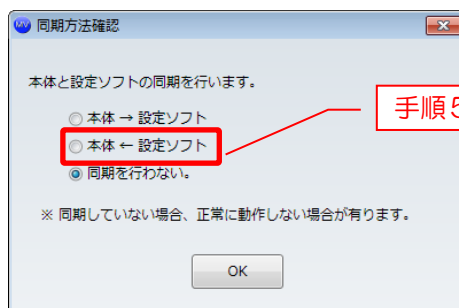 MV 同期方法確認
本体と設定ソフトの同期を行います。
本体 → 設定ソフト
手順5
本体 ← 設定ソフト
同期を行わない。
※ 同期していない場合、正常に動作しない場合が有ります。
OK